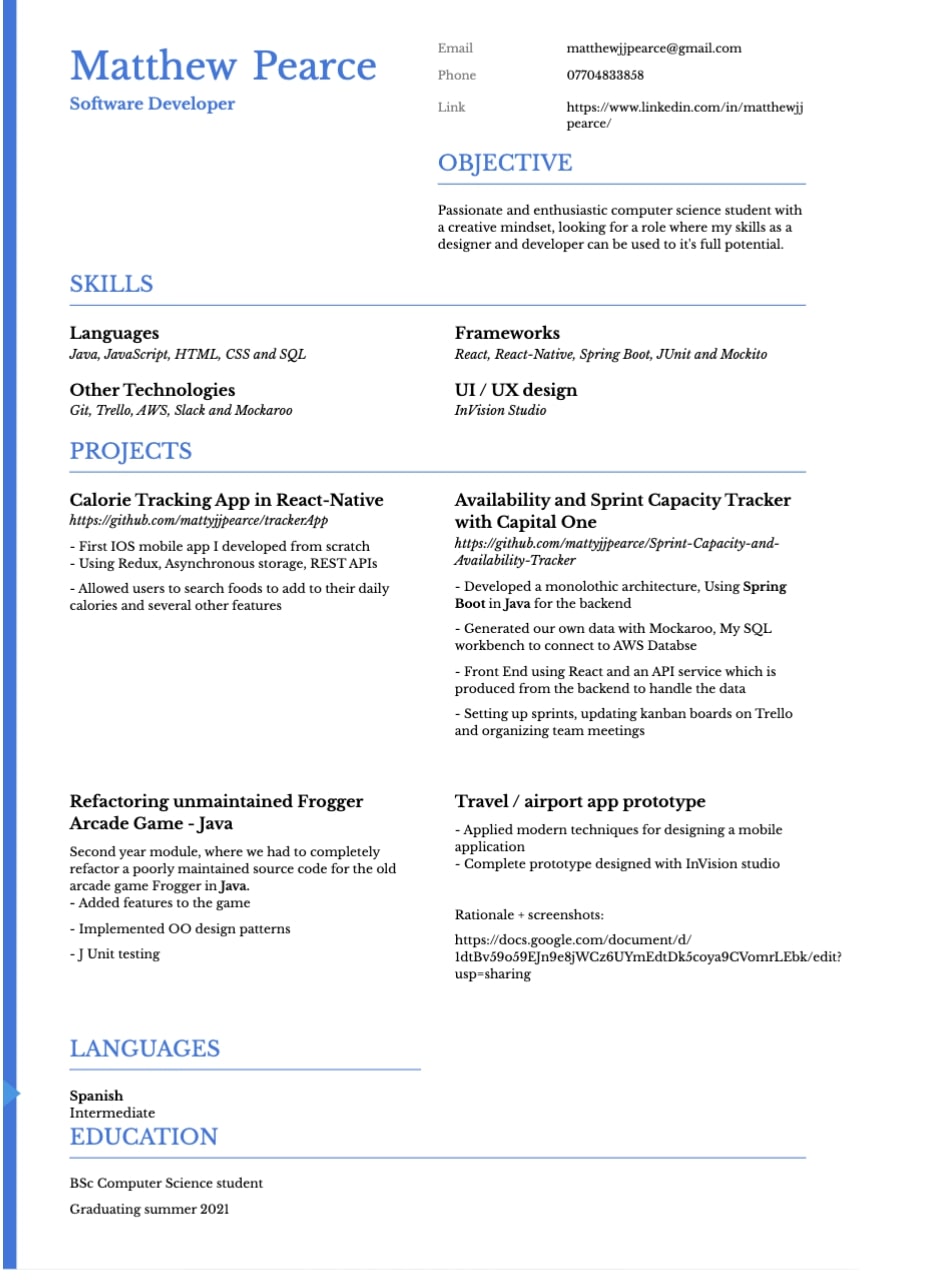 Matthew Pearce
Software Developer
Email matthewjjpearce@gmail.com
Phone 07704833858
Link https://www.linkedin.com/in/matthewjj
pearce/
OBJECTIVE
Passionate and enthusiastic computer science student with
a creative mindset, looking for a role where my skills as a
designer and developer can be used to it's full potential.
SKILLS
Languages
Java, JavaScript, HTML, CSS and SQL
Frameworks
React, React-Native, Spring Boot, JUnit and Mockito
Other Technologies
Git, Trello, AWS, Slack and Mockaroo
UI / UX design
InVision Studio
PROJECTS
Calorie Tracking App in React-Native
https://github.com/mattyjjpearce/trackerApp
- First IOS mobile app I developed from scratch
- Using Redux, Asynchronous storage, REST APIs
- Allowed users to search foods to add to their daily
calories and several other features
Availability and Sprint Capacity Tracker
with Capital One
https://github.com/mattyjjpearce/Sprint-Capacity-and-
Availability-Tracker
- Developed a monolothic architecture, Using Spring
Boot in Java for the backend
- Generated our own data with Mockaroo, My SQL
workbench to connect to AWS Databse
- Front End using React and an API service which is
produced from the backend to handle the data
- Setting up sprints, updating kanban boards on Trello
and organizing team meetings
Refactoring unmaintained Frogger
Arcade Game - Java
Second year module, where we had to completely
refactor a poorly maintained source code for the old
arcade game Frogger in Java.
- Added features to the game
- Implemented OO design patterns
- J Unit testing
Travel / airport app prototype
- Applied modern techniques for designing a mobile
application
- Complete prototype designed with InVision studio
Rationale + screenshots:
https://docs.google.com/document/d/
1dtBv59o59EJn9e8jWCz6UYmEdtDk5coya9CVomrLEbk/edit?
usp=sharing
LANGUAGES
Spanish
Intermediate
EDUCATION
BSc Computer Science student
Graduating summer 2021